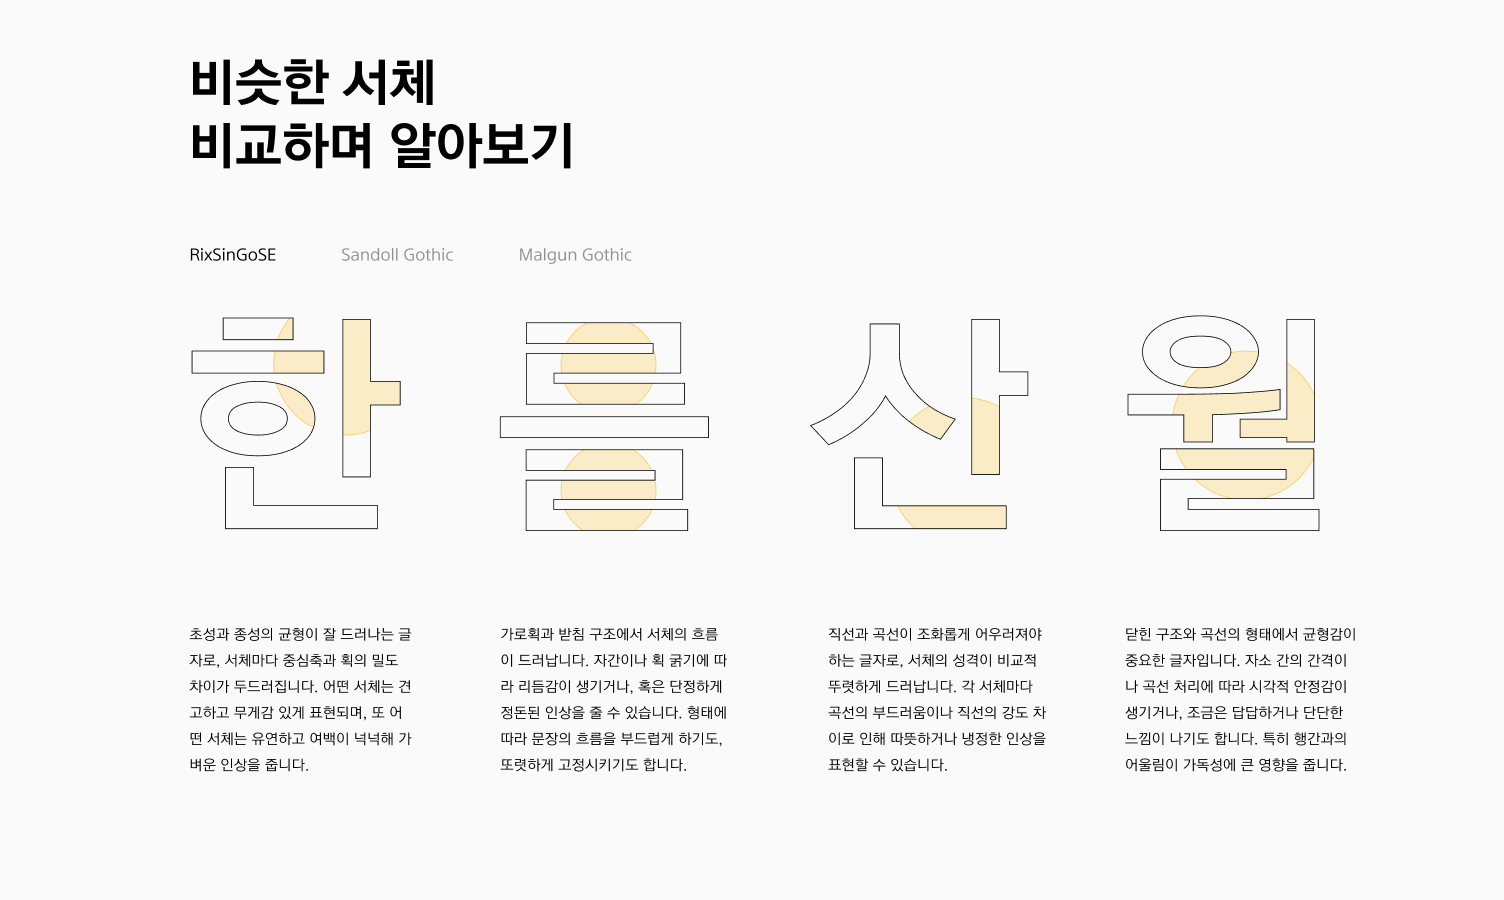 비슷한 서체
비교하며 알아보기
RixSinGoSE
Sandoll Gothic
Malgun Gothic
한
를
산
월
초성과 종성의 균형이 잘 드러나는 글
자로, 서체마다 중심축과 획의 밀도
차이가 두드러집니다. 어떤 서체는 견
고하고 무게감 있게 표현되며, 또 어
떤 서체는 유연하고 여백이 넉넉해 가
벼운 인상을 줍니다.
가로획과 받침 구조에서 서체의 흐름
이 드러납니다. 자간이나 획 굵기에 따
라 리듬감이 생기거나, 혹은 단정하게
정돈된 인상을 줄 수 있습니다. 형태에
따라 문장의 흐름을 부드럽게 하기도,
또렷하게 고정시키기도 합니다.
직선과 곡선이 조화롭게 어우러져야
하는 글자로, 서체의 성격이 비교적
뚜렷하게 드러납니다. 각 서체마다
곡선의 부드러움이나 직선의 강도 차
이로 인해 따뜻하거나 냉정한 인상을
표현할 수 있습니다.
닫힌 구조와 곡선의 형태에서 균형감이
중요한 글자입니다. 자소 간의 간격이
나 곡선 처리에 따라 시각적 안정감이
생기거나, 조금은 답답하거나 단단한
느낌이 나기도 합니다. 특히 행간과의
어울림이 가독성에 큰 영향을 줍니다.